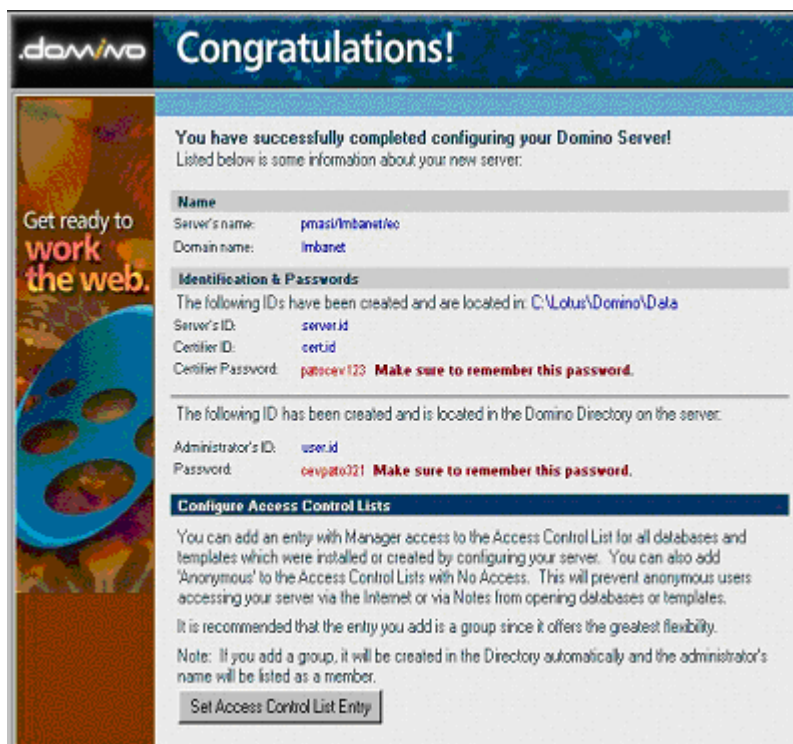 .domino
Congratulations!
Get ready to
work
the web.
You have successfully completed configuring your Domino Server!
Listed below is some information about your new server:
Name
Server's name: pmasi/Imbanet/ec
Domain name: Imbanet
Identification & Passwords
The following IDs have been created and are located in: C:\Lotus\Domino\Data
Server's ID: server.id
Certifier ID: cert.id
Certifier Password: patocev123 Make sure to remember this password.
The following ID has been created and is located in the Domino Directory on the server:
Administrator's ID: user.id
Password: cevpato321 Make sure to remember this password.
Configure Access Control Lists
You can add an entry with Manager access to the Access Control List for all databases and
templates which were installed or created by configuring your server. You can also add
'Anonymous' to the Access Control Lists with No Access. This will prevent anonymous users
accessing your server via the Internet or via Notes from opening databases or templates.
It is recommended that the entry you add is a group since it offers the greatest flexibility.
Note: If you add a group, it will be created in the Directory automatically and the administrator's
name will be listed as a member.
Set Access Control List Entry